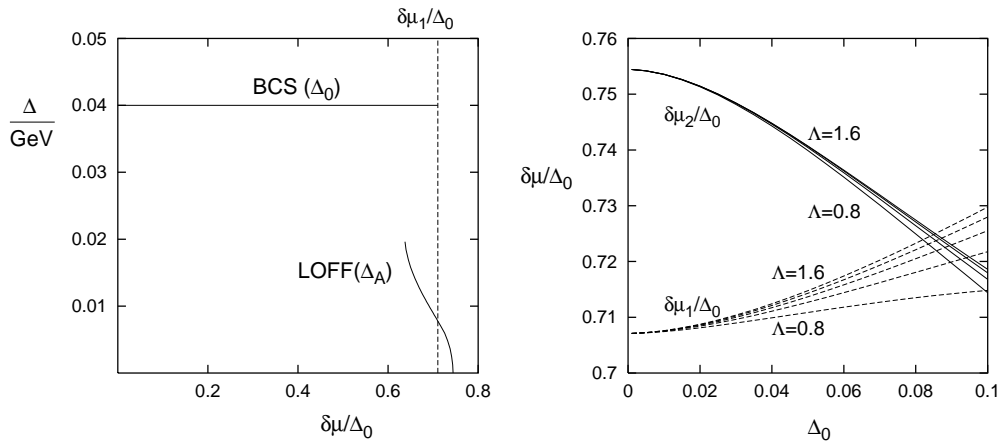 δμ₁/Δ₀
0.05
0.04
0.03
0.02
0.01
Δ
GeV
BCS (Δ₀)
LOFF(Δ_A)
0.2
0.4
0.6
0.8
δμ/Δ₀
0.76
0.75
0.74
0.73
0.72
0.71
0.7
δμ/Δ₀
δμ₂/Δ₀
Λ=1.6
Λ=0.8
Λ=1.6
δμ₁/Δ₀
Λ=0.8
0
0.02
0.04
0.06
0.08
0.1
Δ₀